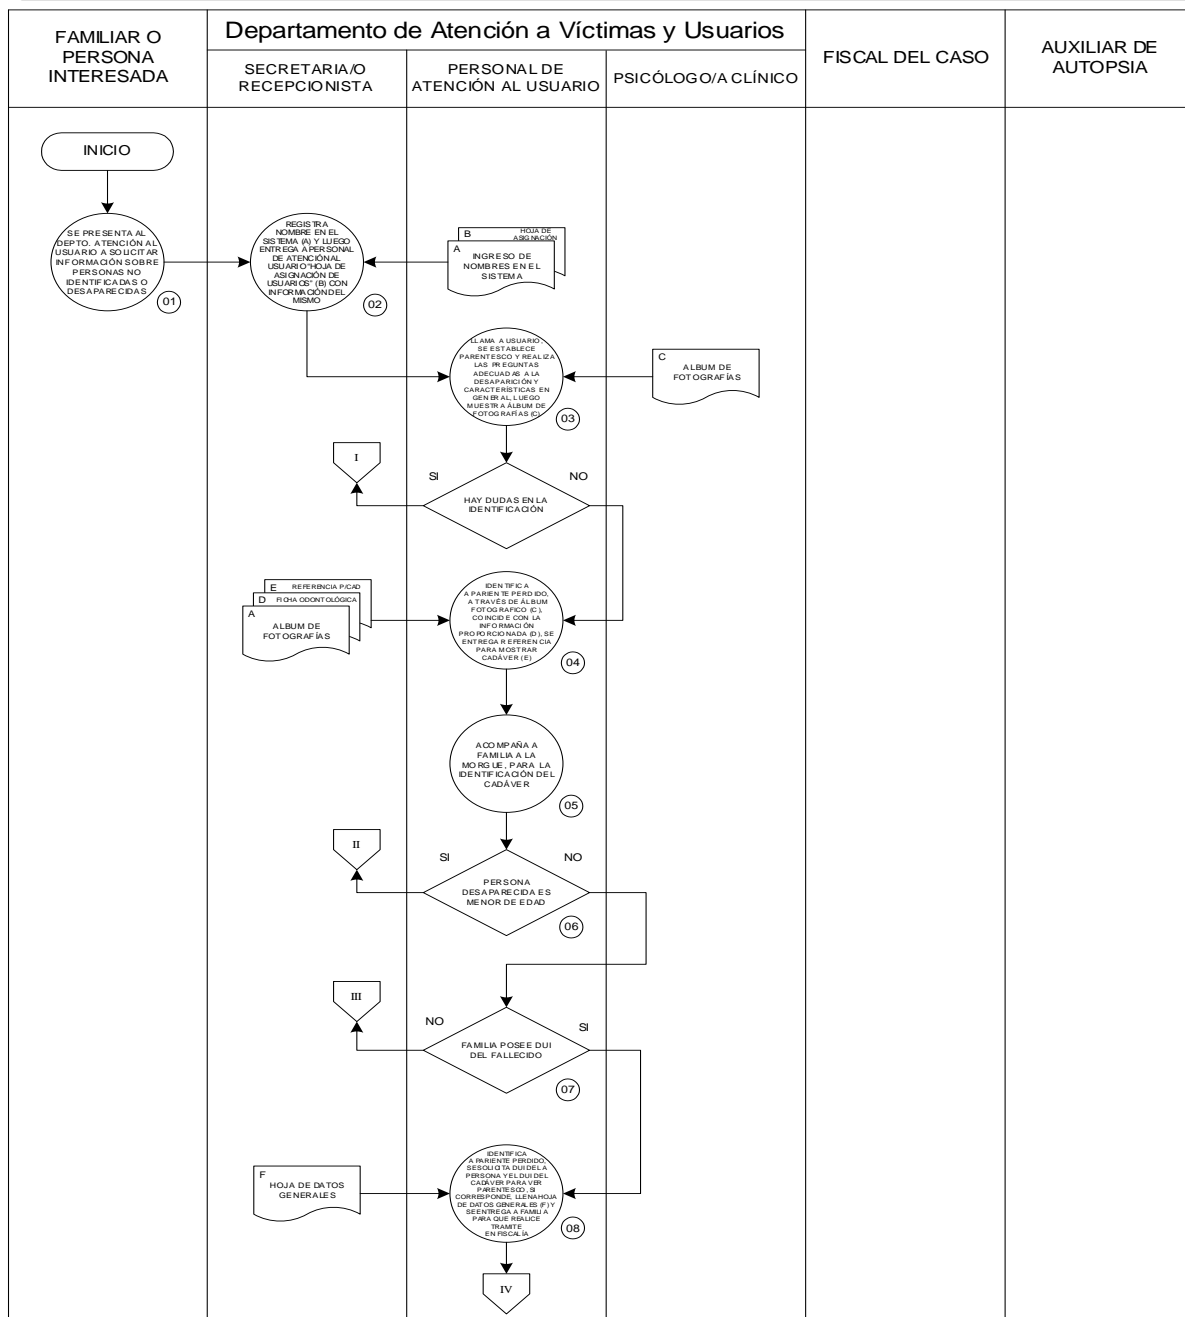 FAMILIAR O
PERSONA
INTERESADA
Departamento de Atención a Víctimas y Usuarios
SECRETARIA/O
RECEPCIONISTA
PERSONAL DE
ATENCIÓN AL USUARIO
PSICÓLOGO/A CLÍNICO
FISCAL DEL CASO
AUXILIAR DE
AUTOPSIA
INICIO
SE PRESENTA AL
DEPTO. ATENCIÓN AL
USUARIO A SOLICITAR
INFORMACIÓN SOBRE
PERSONAS NO
IDENTIFICADAS O
DESAPARECIDAS
01
REGISTRA
NOMBRE EN EL
SISTEMA (A) Y LUEGO
ENTREGA A PERSONAL
DE ATENCIÓN AL
USUARIO "HOJA DE
ASIGNACIÓN DE
USUARIOS" (B) CON
INFORMACIÓN DEL
MISMO
02
B
HOJA DE
ASIGNACIÓN
A
INGRESO DE
NOMBRES EN EL
SISTEMA
LLAMA A USUARIO,
SE ESTABLECE
PARENTESCO Y REALIZA
LAS PREGUNTAS
ADECUADAS A LA
DESAPARICIÓN Y
CARACTERÍSTICAS EN
GENERAL, LUEGO
MUESTRA ÁLBUM DE
FOTOGRAFÍAS (C)
03
C
ALBUM DE
FOTOGRAFÍAS
I
SI
NO
HAY DUDAS EN LA
IDENTIFICACIÓN
E
REFERENCIA P/CAD
D
FICHA ODONTOLÓGICA
A
ALBUM DE
FOTOGRAFÍAS
IDENTIFICA
A PARIENTE PERDIDO,
A TRAVÉS DE ÁLBUM
FOTOGRAFICO (C),
COINCIDE CON LA
INFORMACIÓN
PROPORCIONADA (D), SE
ENTREGA REFERENCIA
PARA MOSTRAR
CADÁVER (E)
04
ACOMPAÑA A
FAMILIA A LA
MORGUE, PARA LA
IDENTIFICACIÓN DEL
CADÁVER
05
II
SI
NO
PERSONA
DESAPARECIDA ES
MENOR DE EDAD
06
III
NO
SI
FAMILIA POSEE DUI
DEL FALLECIDO
07
F
HOJA DE DATOS
GENERALES
IDENTIFICA
A PARIENTE PERDIDO,
SE SOLICITA DUI DE LA
PERSONA Y EL DUI DEL
CADÁVER PARA VER
PARENTESCO, SI
CORRESPONDE, LLENA HOJA
DE DATOS GENERALES (F) Y
SE ENTREGA A FAMILIA
PARA QUE REALICE
TRAMITE
EN FISCALÍA
08
IV